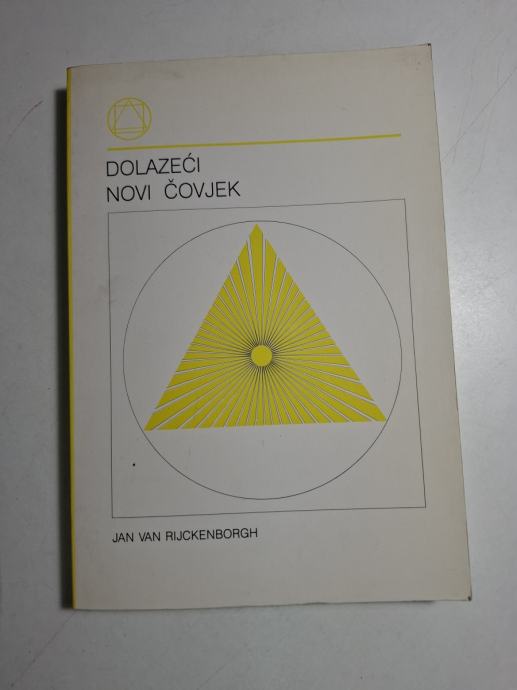 DOLAZEĆI
NOVI ČOVJEK
JAN VAN RIJCKENBORGH